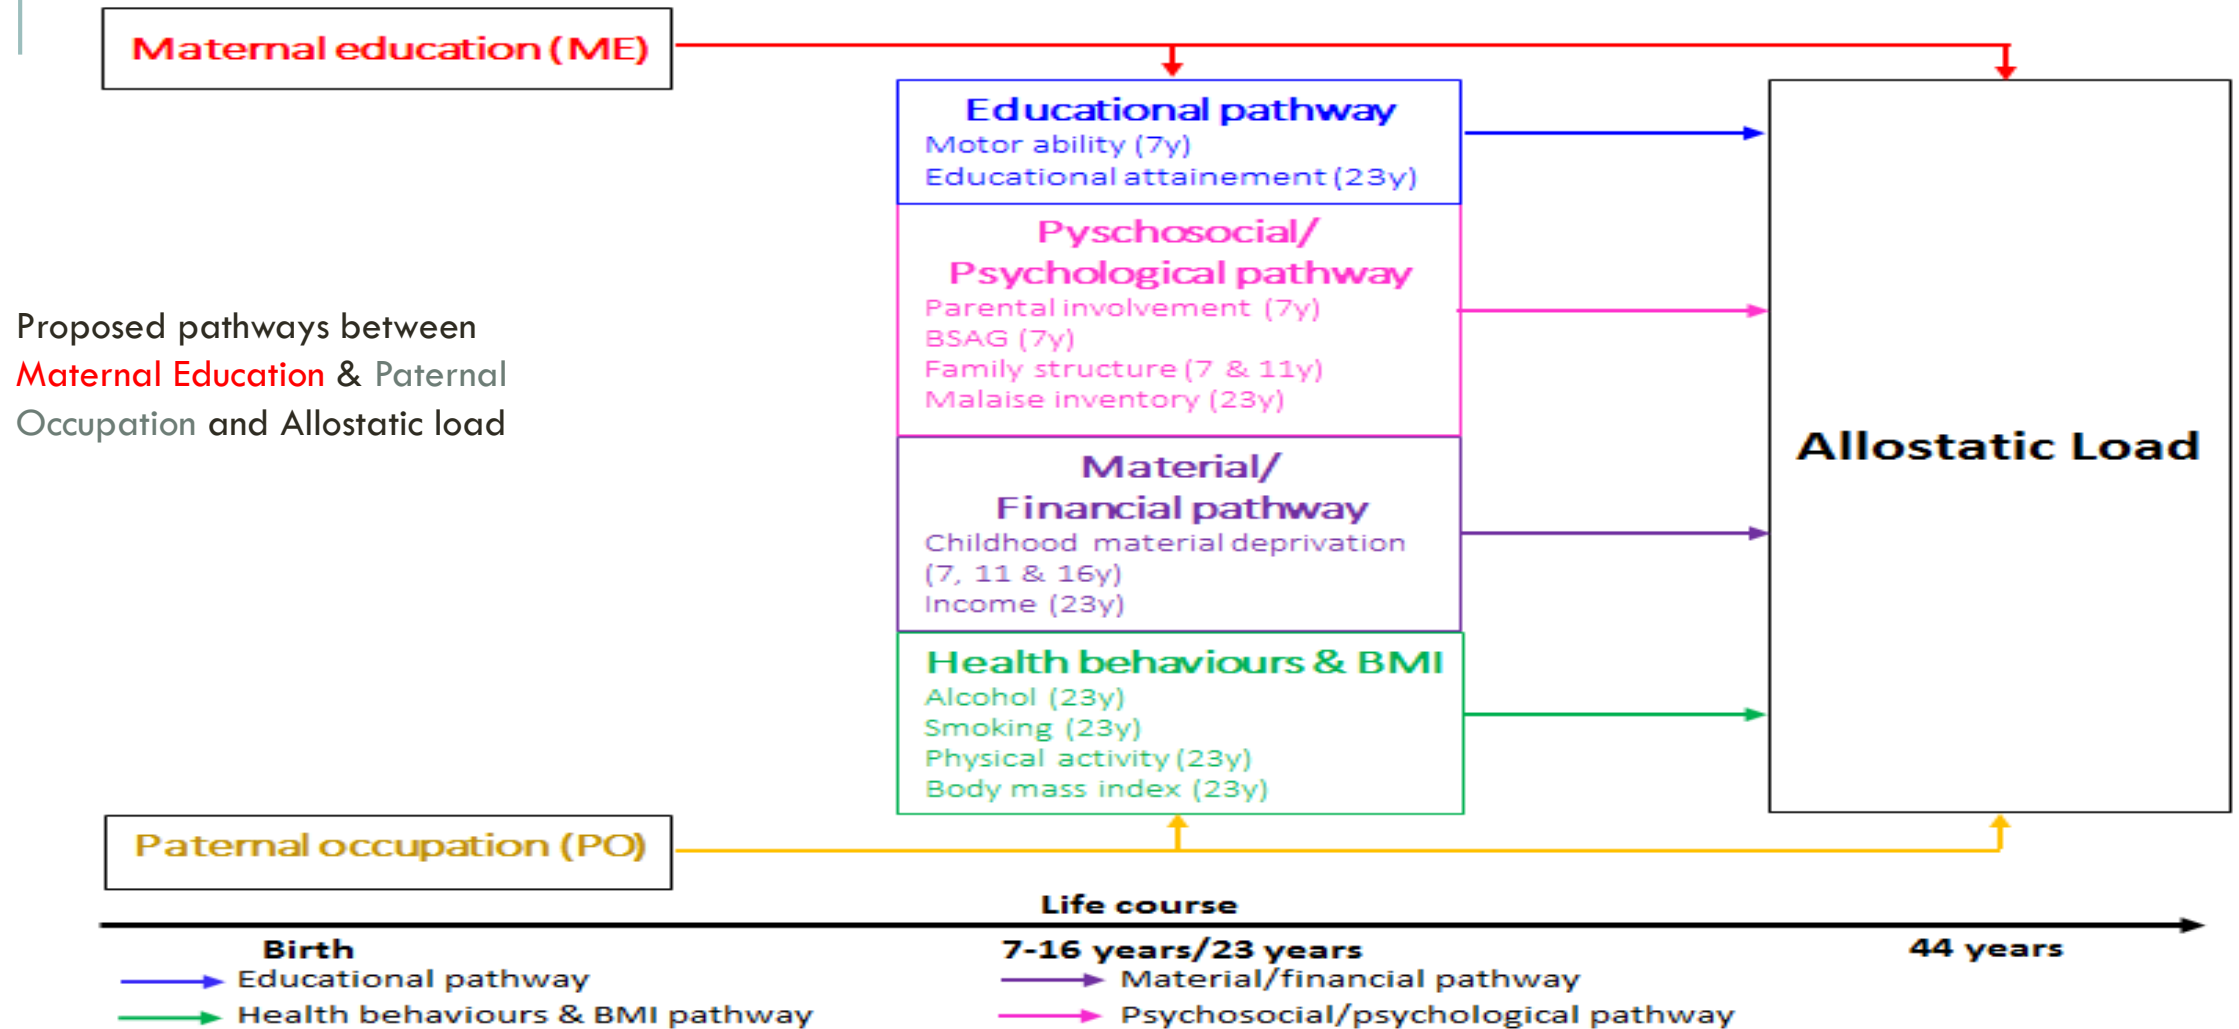 Maternal education (ME)
Educational pathway
Motor ability (7y)
Educational attainement (23y)
Pyschosocial/
Psychological pathway
Parental involvement (7y)
BSAG (7y)
Family structure (7 & 11y)
Malaise inventory (23y)
Material/
Financial pathway
Childhood material deprivation
(7, 11 & 16y)
Income (23y)
Health behaviours & BMI
Alcohol (23y)
Smoking (23y)
Physical activity (23y)
Body mass index (23y)
Allostatic Load
Proposed pathways between
Maternal Education & Paternal
Occupation and Allostatic load
Paternal occupation (PO)
Life course
Birth
7-16 years/23 years
44 years
Educational pathway
Material/financial pathway
Health behaviours & BMI pathway
Psychosocial/psychological pathway